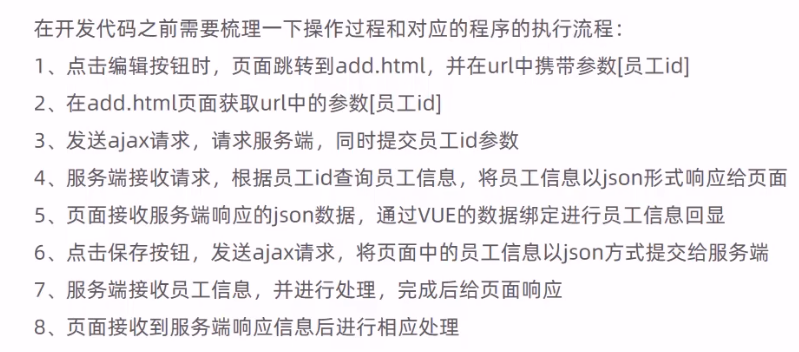 在开发代码之前需要梳理一下操作过程和对应的程序的执行流程：
1、点击编辑按钮时，页面跳转到add.html，并在url中携带参数[员工id]
2、在add.html页面获取url中的参数[员工id]
3、发送ajax请求，请求服务端，同时提交员工id参数
4、服务端接收请求，根据员工id查询员工信息，将员工信息以json形式响应给页面
5、页面接收服务端响应的json数据，通过VUE的数据绑定进行员工信息回显
6、点击保存按钮，发送ajax请求，将页面中的员工信息以json方式提交给服务端
7、服务端接收员工信息，并进行处理，完成后给页面响应
8、页面接收到服务端响应信息后进行相应处理